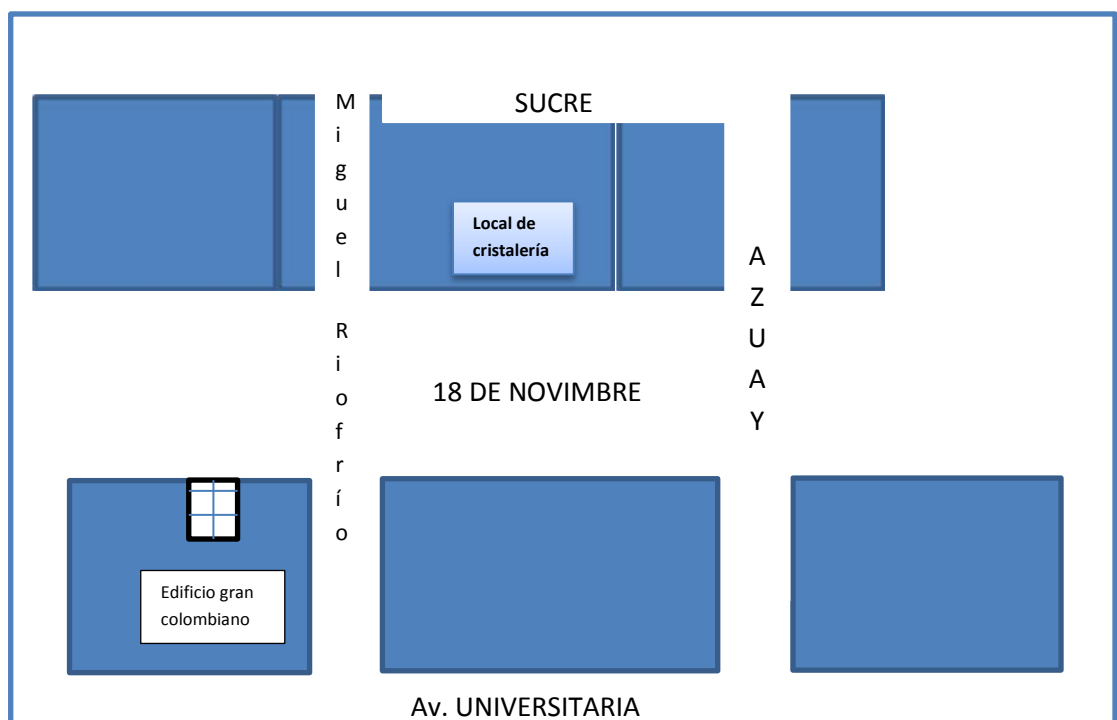 SUCRE
Miguel Riofrío
Local de
cristalería
AZUAY
18 DE NOVIMBRE
Edificio gran
colombiano
Av. UNIVERSITARIA